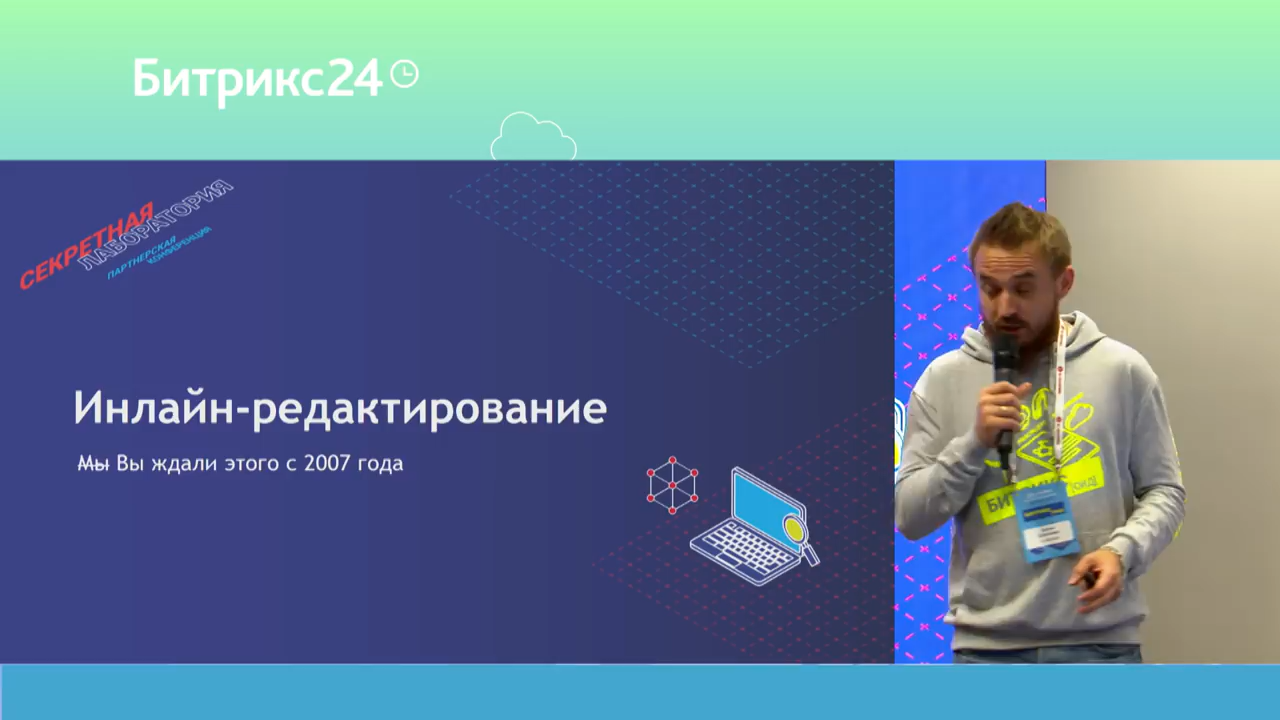 Битрикс24
СЕКРЕТНАЯ
ЛАБОРАТОРИЯ
ПАРТНЕРСКАЯ
КОНФЕРЕНЦИЯ
Инлайн-редактирование
Мы Вы ждали этого с 2007 года